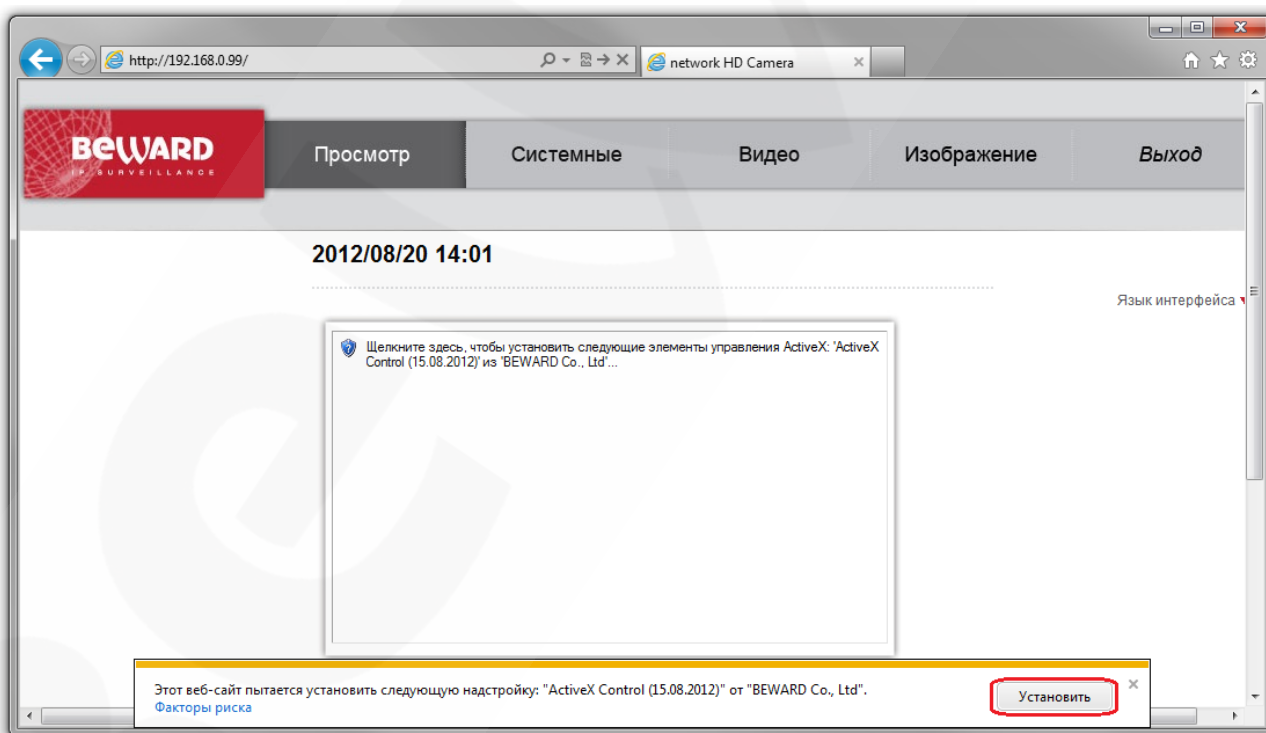 http://192.168.0.99/
network HD Camera
BEWARD
IP SURVEILLANCE
Просмотр
Системные
Видео
Изображение
Выход
2012/08/20 14:01
Язык интерфейса
Щелкните здесь, чтобы установить следующие элементы управления ActiveX: 'ActiveX
Control (15.08.2012)' из 'BEWARD Co., Ltd'...
Этот веб-сайт пытается установить следующую надстройку: "ActiveX Control (15.08.2012)" от "BEWARD Co., Ltd".
Факторы риска
Установить